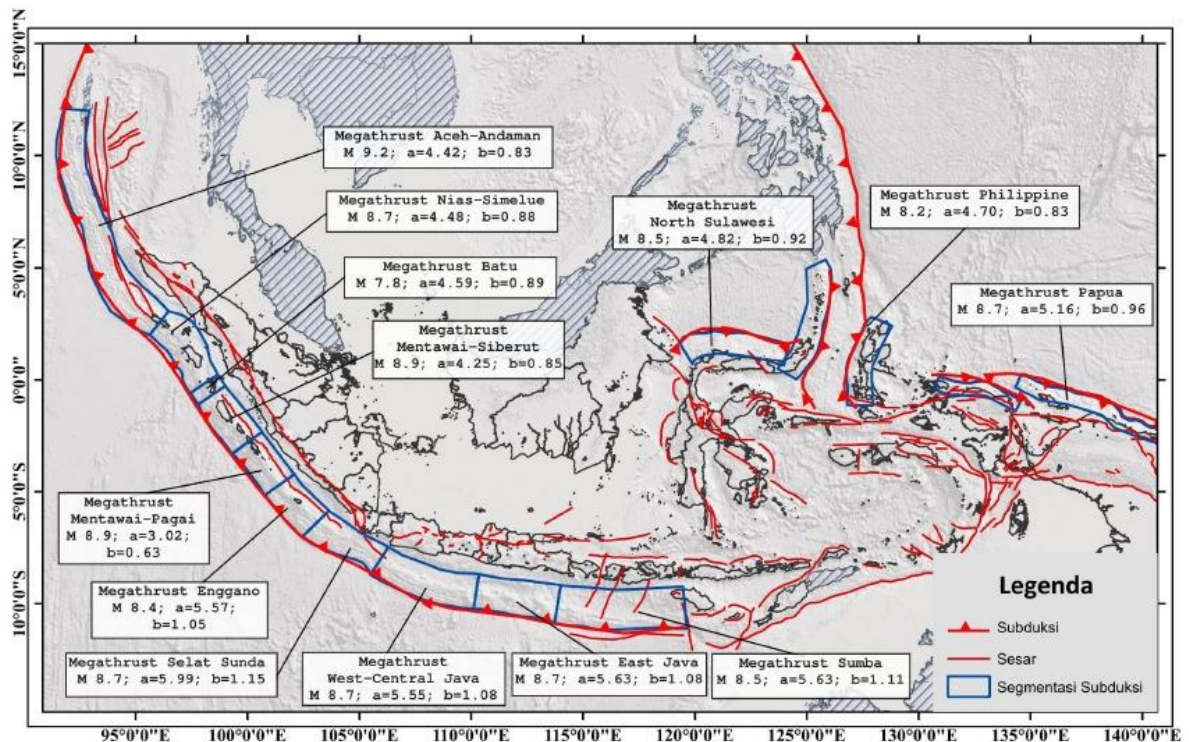 15°0'0"N
10°0'0"N
5°0'0"N
0°0'0"
5°0'0"S
10°0'0"S
Megathrust Aceh-Andaman
M 9.2; a=4.42; b=0.83
Megathrust Nias-Simelue
M 8.7; a=4.48; b=0.88
Megathrust Batu
M 7.8; a=4.59; b=0.89
Megathrust
Mentawai-Siberut
M 8.9; a=4.25; b=0.85
Megathrust
North Sulawesi
M 8.5; a=4.82; b=0.92
Megathrust Philippine
M 8.2; a=4.70; b=0.83
Megathrust Papua
M 8.7; a=5.16; b=0.96
Megathrust
Mentawai-Pagai
M 8.9; a=3.02;
b=0.63
Megathrust Enggano
M 8.4; a=5.57;
b=1.05
Megathrust Selat Sunda
M 8.7; a=5.99; b=1.15
Megathrust
West-Central Java
M 8.7; a=5.55; b=1.08
Megathrust East Java
M 8.7; a=5.63; b=1.08
Megathrust Sumba
M 8.5; a=5.63; b=1.11
Legenda
Subduksi
Sesar
Segmentasi Subduksi
95°0'0"E 100°0'0"E 105°0'0"E 110°0'0"E 115°0'0"E 120°0'0"E 125°0'0"E 130°0'0"E 135°0'0"E 140°0'0"E